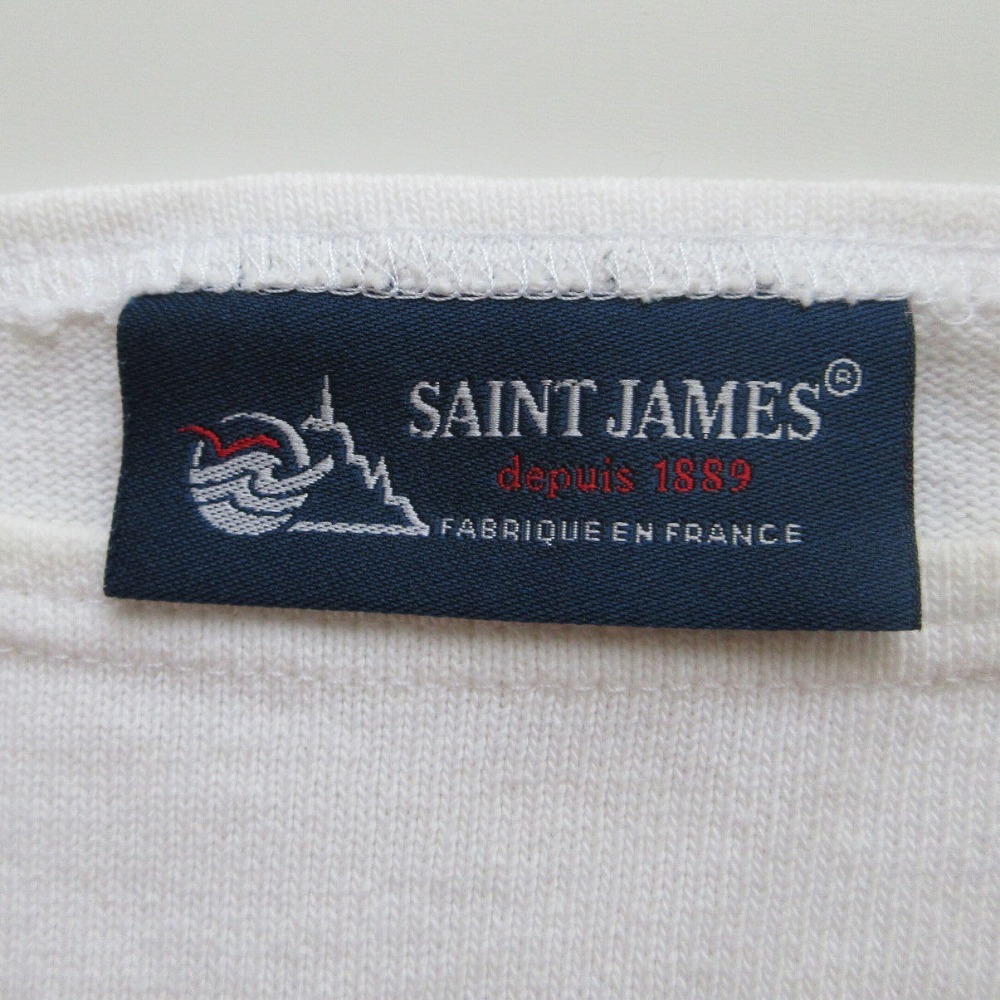 SAINT JAMES®
depuis 1889
FABRIQUE EN FRANCE